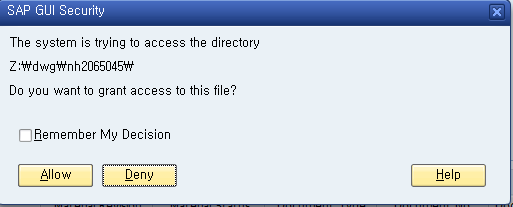 SAP GUI Security
The system is trying to access the directory
Z:₩dwg₩nh2065045₩
Do you want to grant access to this file?
Remember My Decision
Allow Deny Help